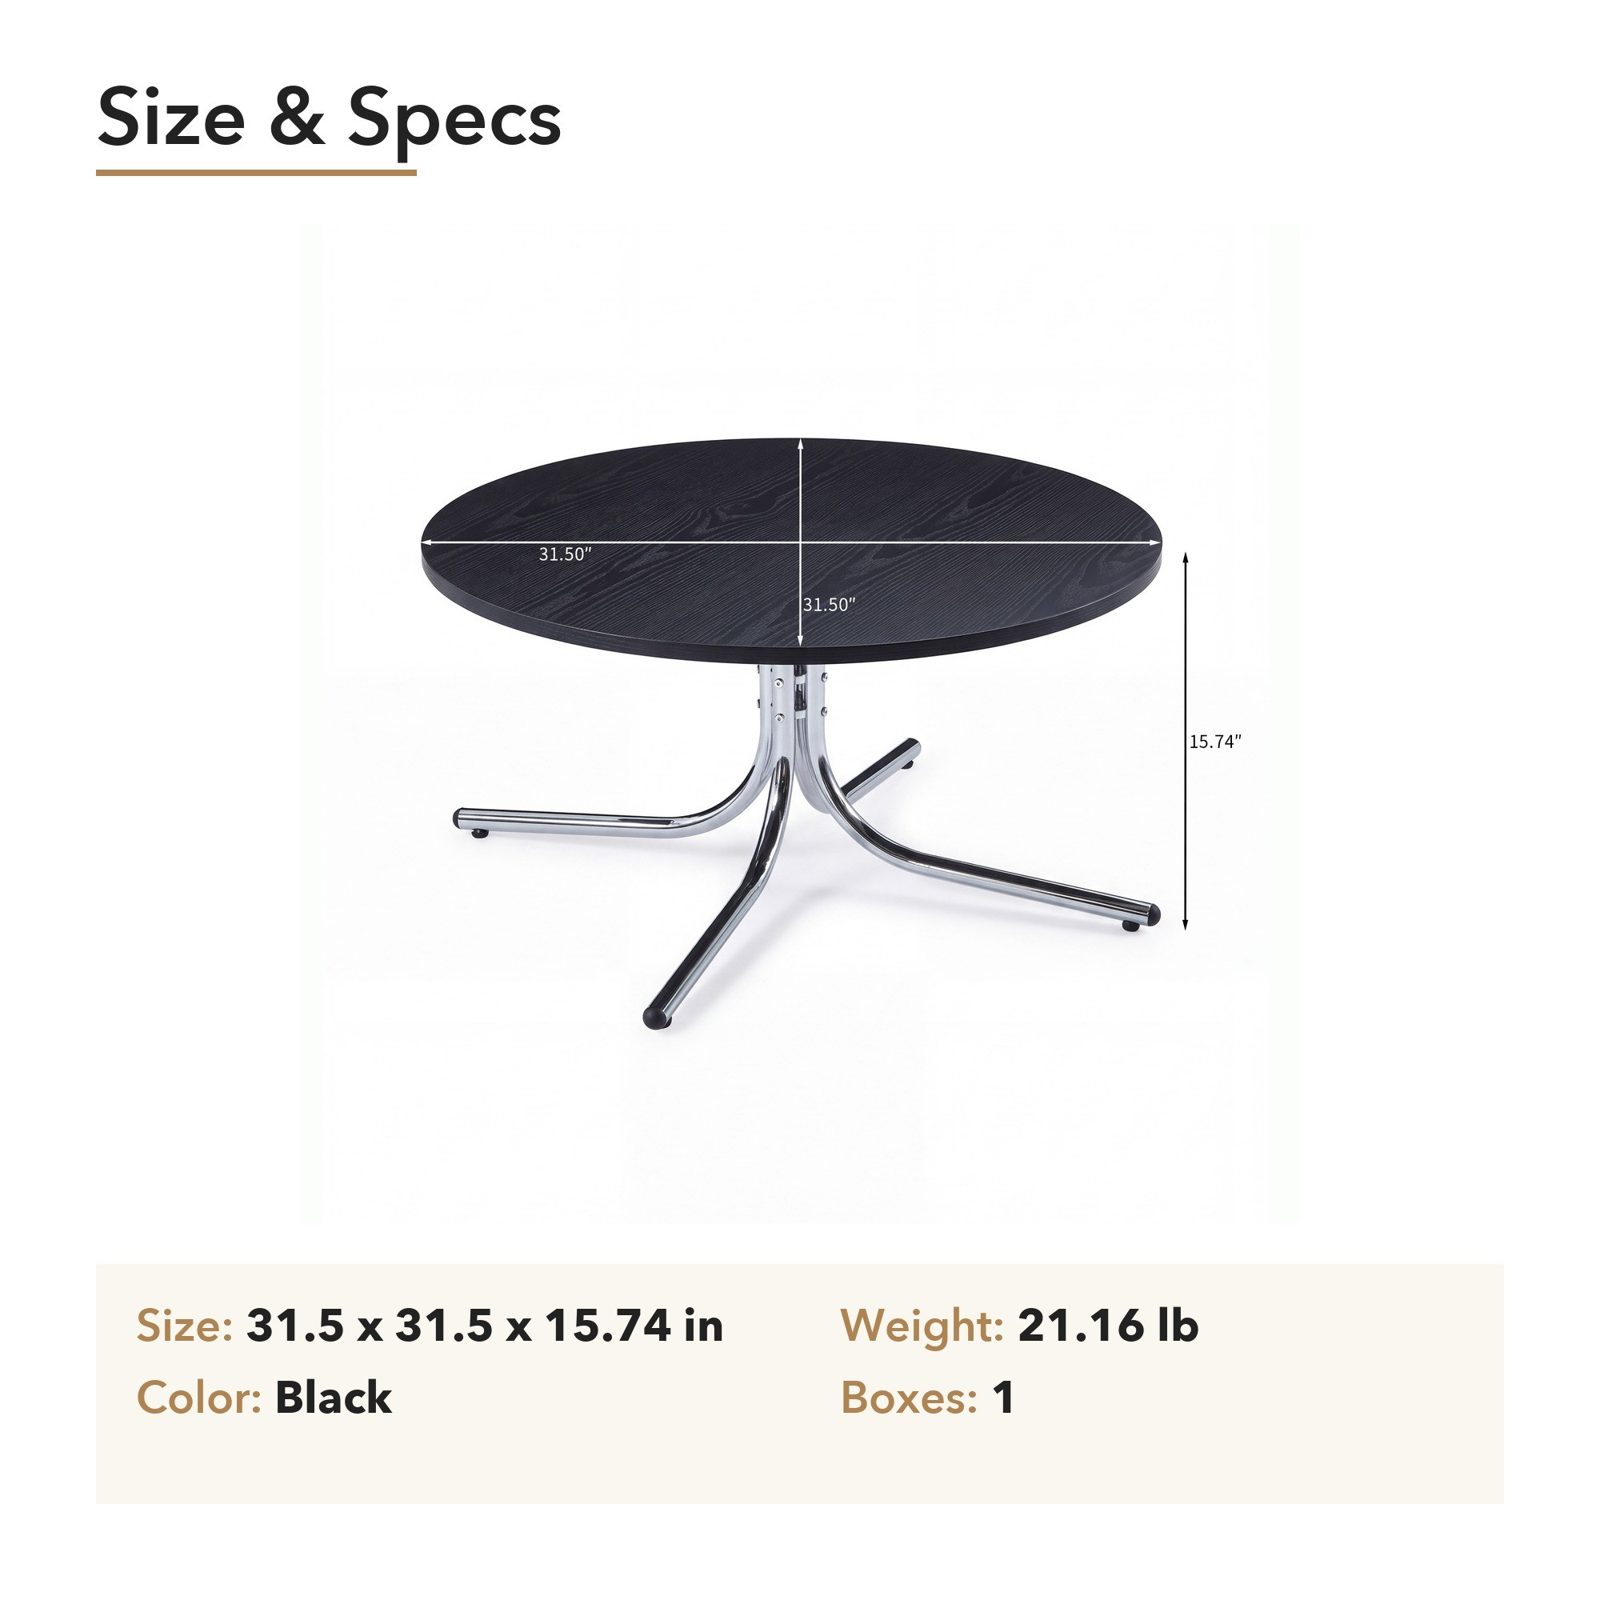 Size & Specs
31.50"
31.50"
15.74"
Size: 31.5 x 31.5 x 15.74 in
Weight: 21.16 lb
Color: Black
Boxes: 1